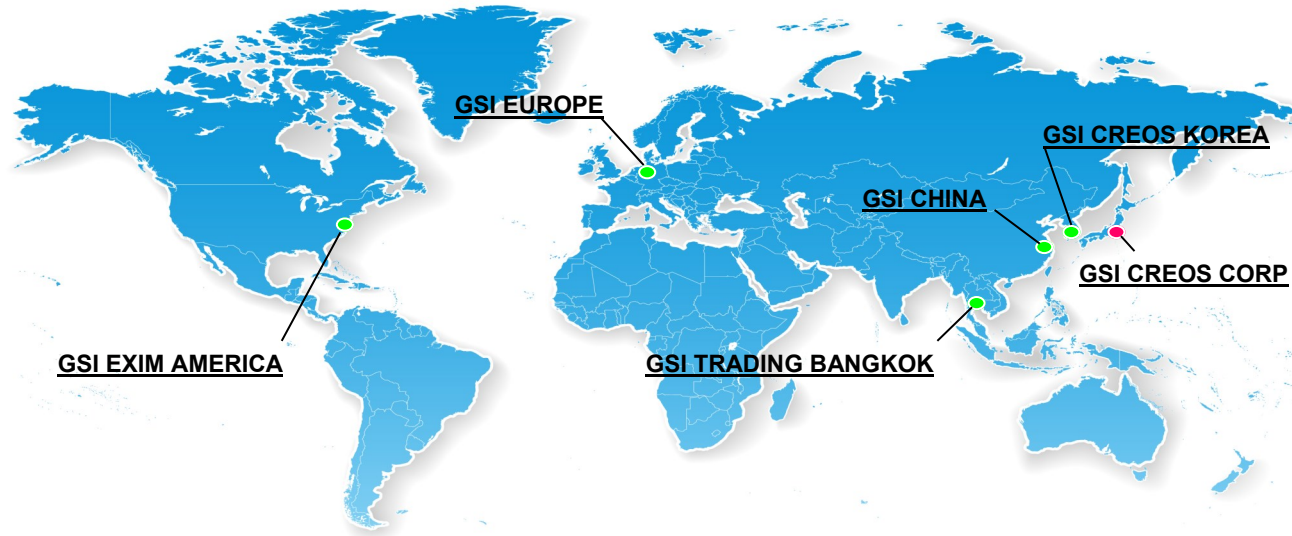 GSI EUROPE
GSI CREOS KOREA
GSI CHINA
GSI CREOS CORP
GSI EXIM AMERICA
GSI TRADING BANGKOK